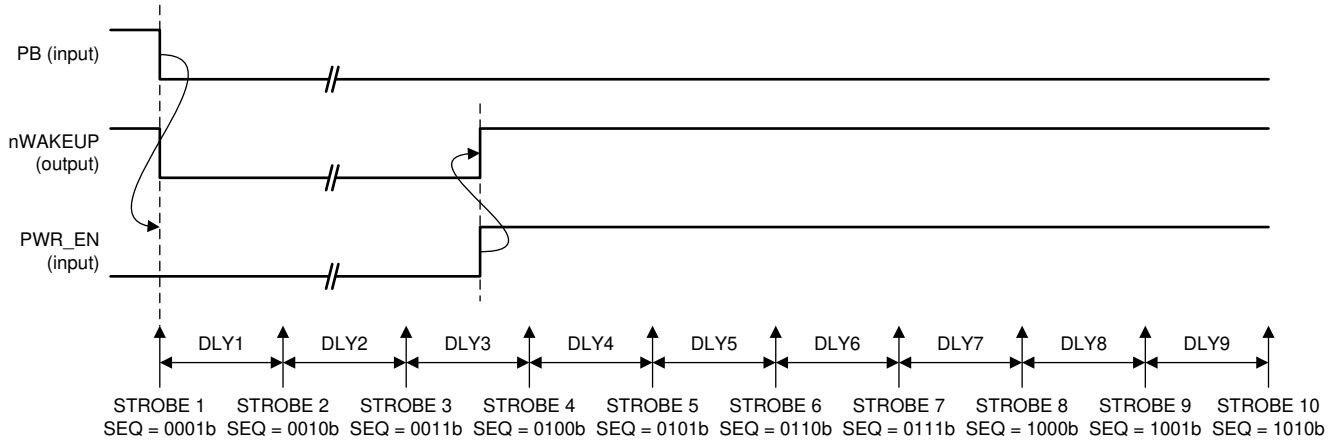 PB (input)
nWAKEUP
(output)
PWR_EN
(input)
DLY1 DLY2 DLY3 DLY4 DLY5 DLY6 DLY7 DLY8 DLY9
STROBE 1 STROBE 2 STROBE 3 STROBE 4 STROBE 5 STROBE 6 STROBE 7 STROBE 8 STROBE 9 STROBE 10
SEQ = 0001b SEQ = 0010b SEQ = 0011b SEQ = 0100b SEQ = 0101b SEQ = 0110b SEQ = 0111b SEQ = 1000b SEQ = 1001b SEQ = 1010b